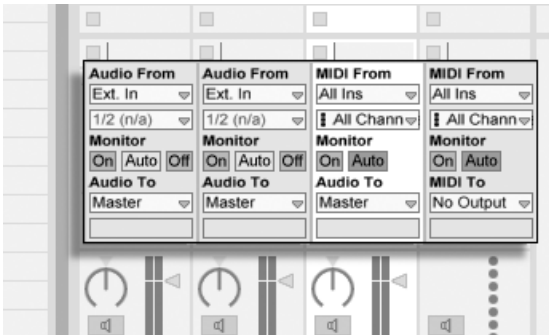 Audio From Audio From MIDI From MIDI From
Ext. In Ext. In All Ins All Ins
1/2 (n/a) 1/2 (n/a) All Chann All Chann
Monitor Monitor Monitor Monitor
On Auto Off On Auto Off On Auto On Auto
Audio To Audio To Audio To MIDI To
Master Master Master No Output